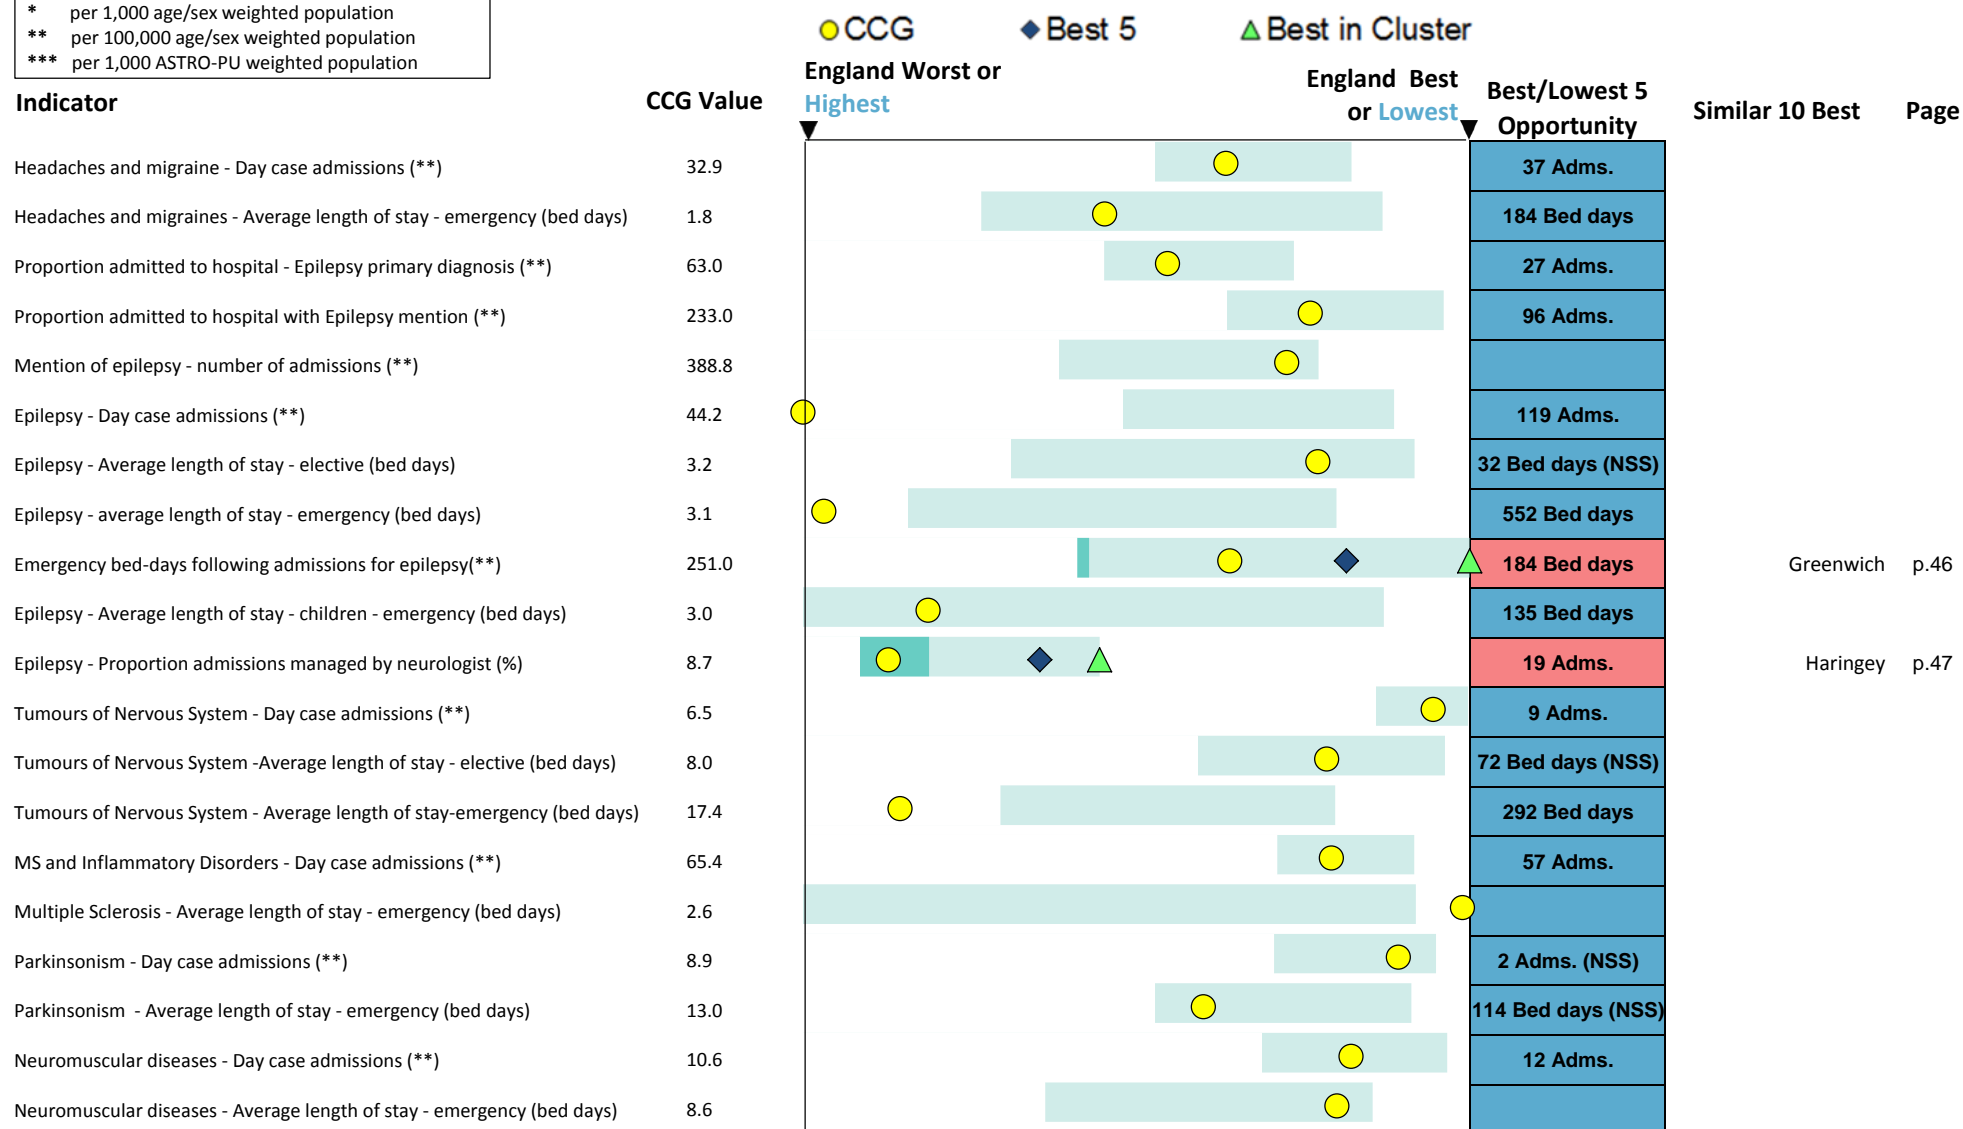 * per 1,000 age/sex weighted population
** per 100,000 age/sex weighted population
*** per 1,000 ASTRO-PU weighted population
CCG Best 5 Best in Cluster
Indicator CCG Value England Worst or Highest England Best or Lowest Best/Lowest 5 Opportunity Similar 10 Best Page
Headaches and migraine - Day case admissions (**) 32.9 37 Adms.
Headaches and migraines - Average length of stay - emergency (bed days) 1.8 184 Bed days
Proportion admitted to hospital - Epilepsy primary diagnosis (**) 63.0 27 Adms.
Proportion admitted to hospital with Epilepsy mention (**) 233.0 96 Adms.
Mention of epilepsy - number of admissions (**) 388.8
Epilepsy - Day case admissions (**) 44.2 119 Adms.
Epilepsy - Average length of stay - elective (bed days) 3.2 32 Bed days (NSS)
Epilepsy - average length of stay - emergency (bed days) 3.1 552 Bed days
Emergency bed-days following admissions for epilepsy(**) 251.0 184 Bed days Greenwich p.46
Epilepsy - Average length of stay - children - emergency (bed days) 3.0 135 Bed days
Epilepsy - Proportion admissions managed by neurologist (%) 8.7 19 Adms. Haringey p.47
Tumours of Nervous System - Day case admissions (**) 6.5 9 Adms.
Tumours of Nervous System -Average length of stay - elective (bed days) 8.0 72 Bed days (NSS)
Tumours of Nervous System - Average length of stay-emergency (bed days) 17.4 292 Bed days
MS and Inflammatory Disorders - Day case admissions (**) 65.4 57 Adms.
Multiple Sclerosis - Average length of stay - emergency (bed days) 2.6
Parkinsonism - Day case admissions (**) 8.9 2 Adms. (NSS)
Parkinsonism - Average length of stay - emergency (bed days) 13.0 114 Bed days (NSS)
Neuromuscular diseases - Day case admissions (**) 10.6 12 Adms.
Neuromuscular diseases - Average length of stay - emergency (bed days) 8.6